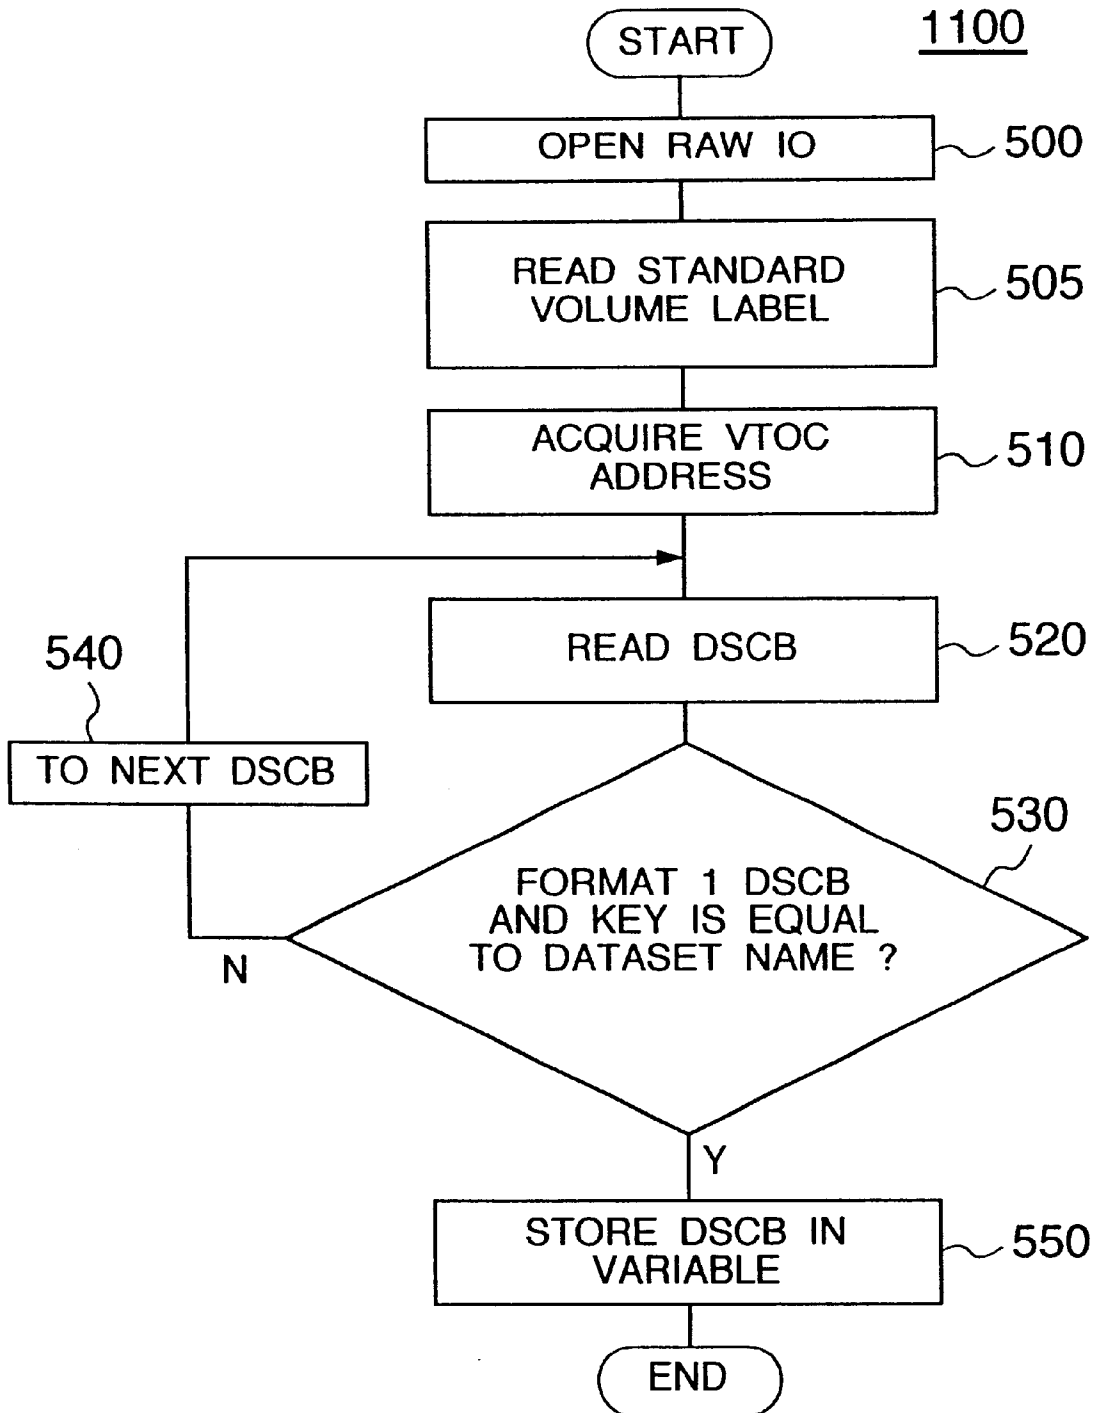 START
1100
OPEN RAW IO
500
READ STANDARD
VOLUME LABEL
505
ACQUIRE VTOC
ADDRESS
510
READ DSCB
520
540
TO NEXT DSCB
530
FORMAT 1 DSCB
AND KEY IS EQUAL
TO DATASET NAME ?
N
Y
STORE DSCB IN
VARIABLE
550
END